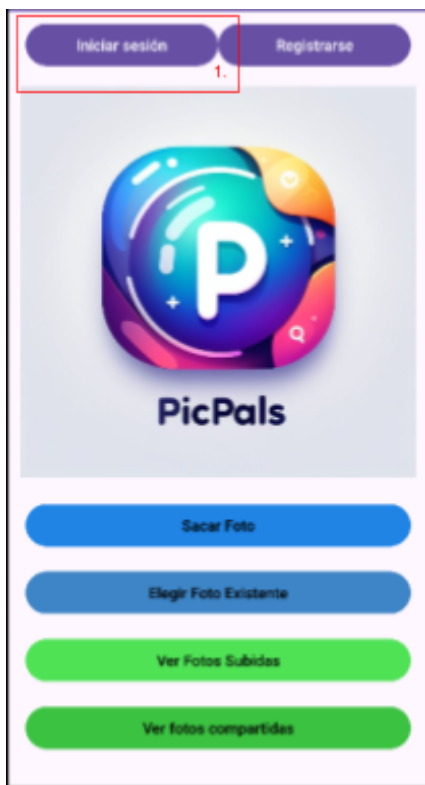 Iniciar sesión Registrarse
1.
P
PicPals
Sacar Foto
Elegir Foto Existente
Ver Fotos Subidas
Ver fotos compartidas